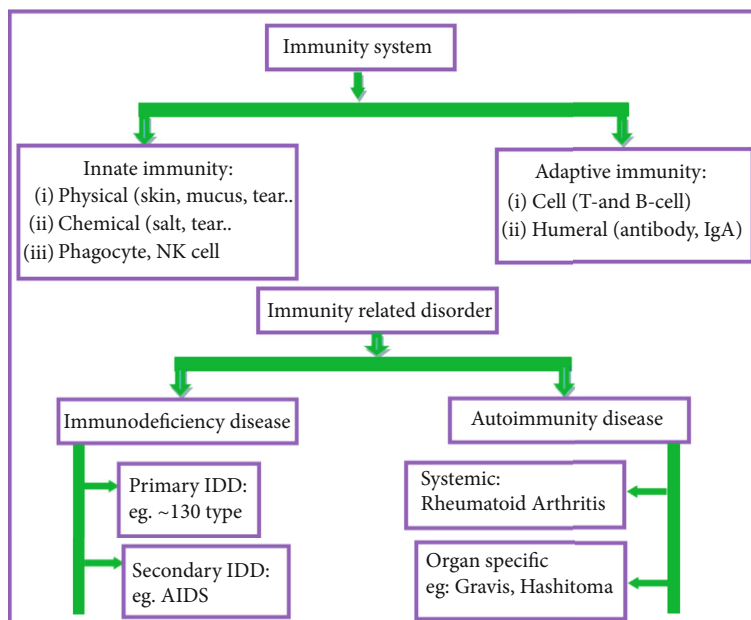 Immunity system
Innate immunity:
(i) Physical (skin, mucus, tear..
(ii) Chemical (salt, tear..
(iii) Phagocyte, NK cell
Adaptive immunity:
(i) Cell (T-and B-cell)
(ii) Humeral (antibody, IgA)
Immunity related disorder
Immunodeficiency disease
Primary IDD:
eg. ~130 type
Secondary IDD:
eg. AIDS
Autoimmunity disease
Systemic:
Rheumatoid Arthritis
Organ specific
eg: Gravis, Hashitoma